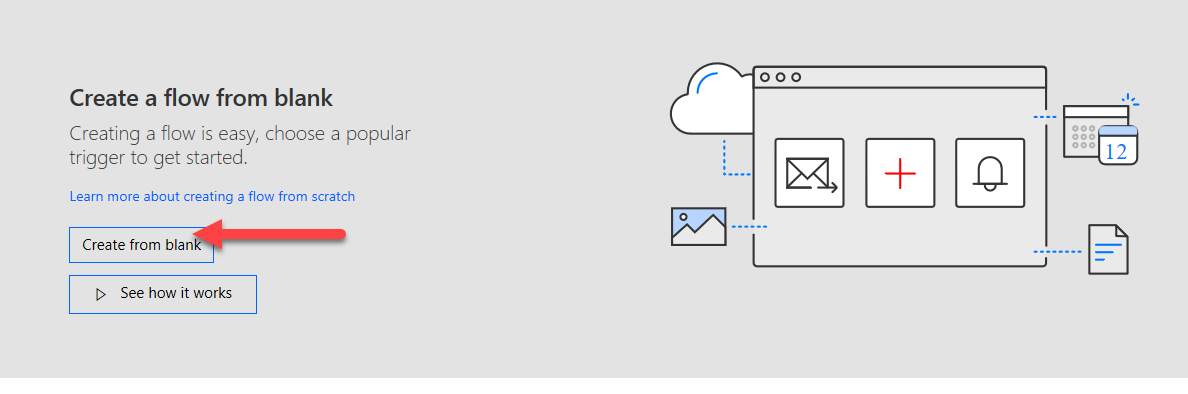 Create a flow from blank
Creating a flow is easy, choose a popular
trigger to get started.
Learn more about creating a flow from scratch
Create from blank
See how it works
12